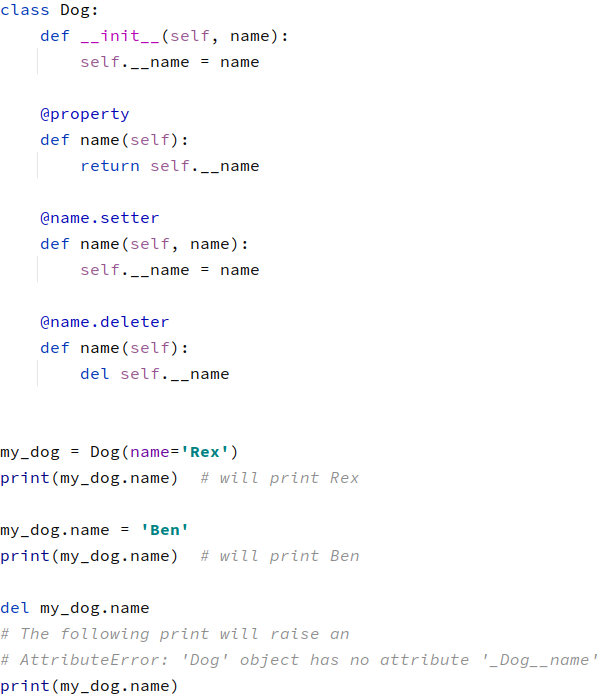 class Dog:
    def __init__(self, name):
        self.__name = name

    @property
    def name(self):
        return self.__name

    @name.setter
    def name(self, name):
        self.__name = name

    @name.deleter
    def name(self):
        del self.__name


my_dog = Dog(name='Rex')
print(my_dog.name)  # will print Rex

my_dog.name = 'Ben'
print(my_dog.name)  # will print Ben

del my_dog.name
# The following print will raise an
# AttributeError: 'Dog' object has no attribute '_Dog__name'
print(my_dog.name)